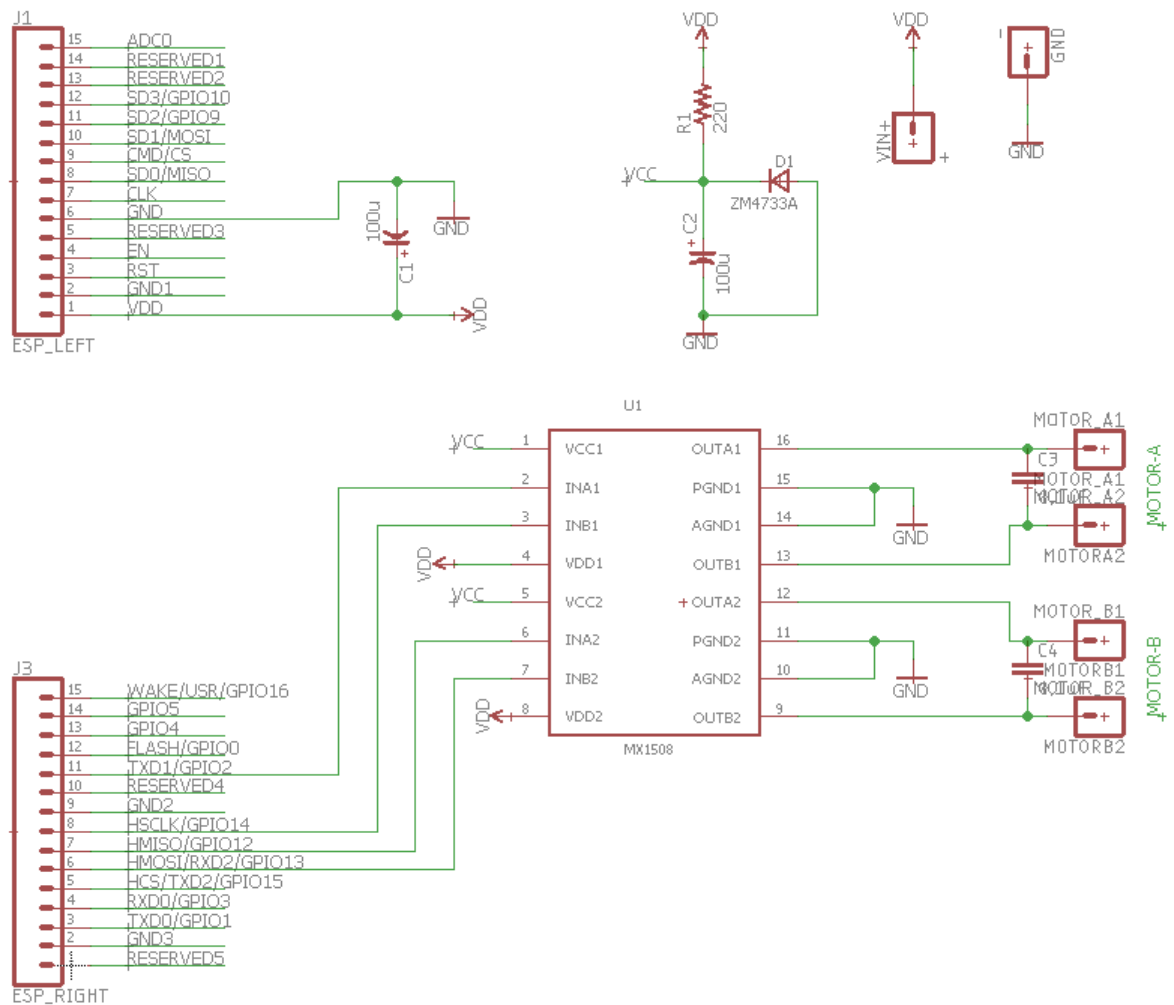 J1
15 ADC0
14 RESERVED1
13 RESERVED2
12 SD3/GPIO10
11 SD2/GPIO9
10 SD1/MOSI
9 CMD/CS
8 SD0/MISO
7 CLK
6 GND
5 RESERVED3
4 EN
3 RST
2 GND1
1 VDD
ESP_LEFT
100u
+
C1
GND
VDD
VDD
R1
220
VCC
D1
ZM4733A
C2
+
100u
GND
VDD
VIN+
+
-
GND
GND
U1
VCC 1 VCC1
2 INA1
3 INB1
VDD 4 VDD1
VCC 5 VCC2
6 INA2
7 INB2
VDD 8 VDD2
OUTA1 16
PGND1 15
AGND1 14
OUTB1 13
OUTA2 12
PGND2 11
AGND2 10
OUTB2 9
MX1508
GND
GND
MOTOR_A1
C3
MOTOR_A1
MOTOR_A2
MOTORA2
MOTOR-A
MOTOR_B1
C4
MOTORB1
MOTOR_B2
MOTORB2
MOTOR-B
J3
15 WAKE/USR/GPIO16
14 GPIO5
13 GPIO4
12 FLASH/GPIO0
11 TXD1/GPIO2
10 RESERVED4
9 GND2
8 HSCLK/GPIO14
7 HMISO/GPIO12
6 HMOSI/RXD2/GPIO13
5 HCS/TXD2/GPIO15
4 RXD0/GPIO3
3 TXD0/GPIO1
2 GND3
RESERVED5
ESP_RIGHT